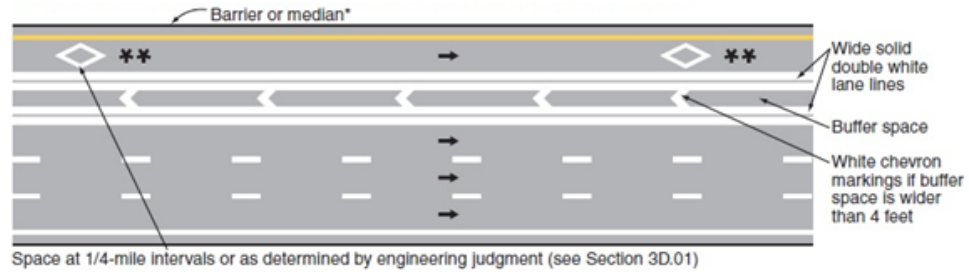 Barrier or median*
**
**
Wide solid
double white
lane lines
Buffer space
White chevron
markings if buffer
space is wider
than 4 feet
Space at 1/4-mile intervals or as determined by engineering judgment (see Section 3D.01)